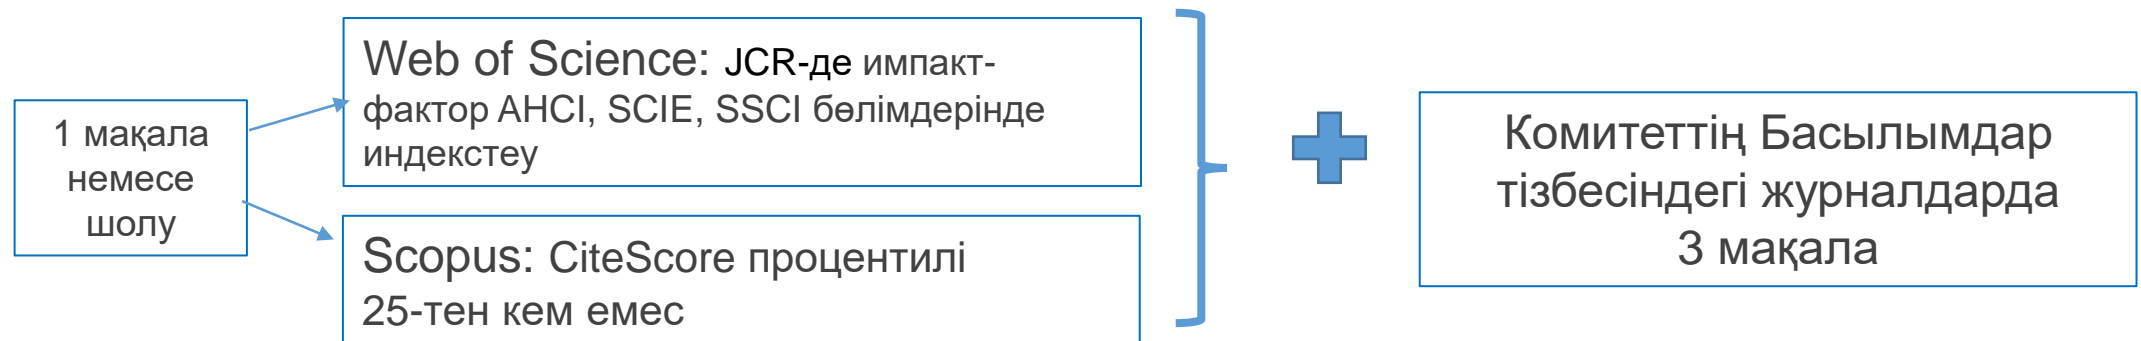 1 мақала
немесе
шолу
Web of Science: JCR-де импакт-
фактор AHCI, SCIE, SSCI бөлімдерінде
индекстеу
Scopus: CiteScore процентилі
25-тен кем емес
Комитеттің Басылымдар
тізбесіндегі журналдарда
3 мақала